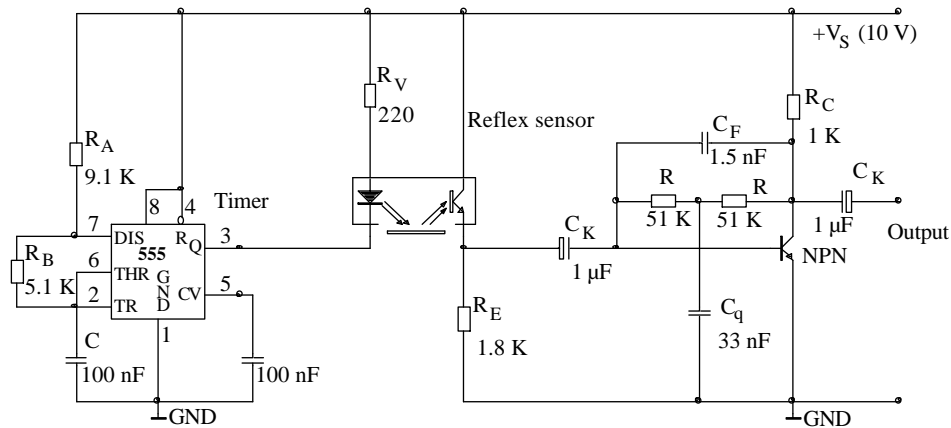 +V_S (10 V)
R_V
220
R_C
1 K
Reflex sensor
C_F
1.5 nF
R_A
9.1 K
R
R
C_K
51 K
51 K
8
4
Timer
7
DIS
R
Q
3
555
C_K
1 µF
NPN
1 µF
Output
R_B
5.1 K
6
THR
G
N
D
CV
5
2
TR
R_E
1.8 K
C_q
33 nF
C
1
100 nF
100 nF
GND
GND